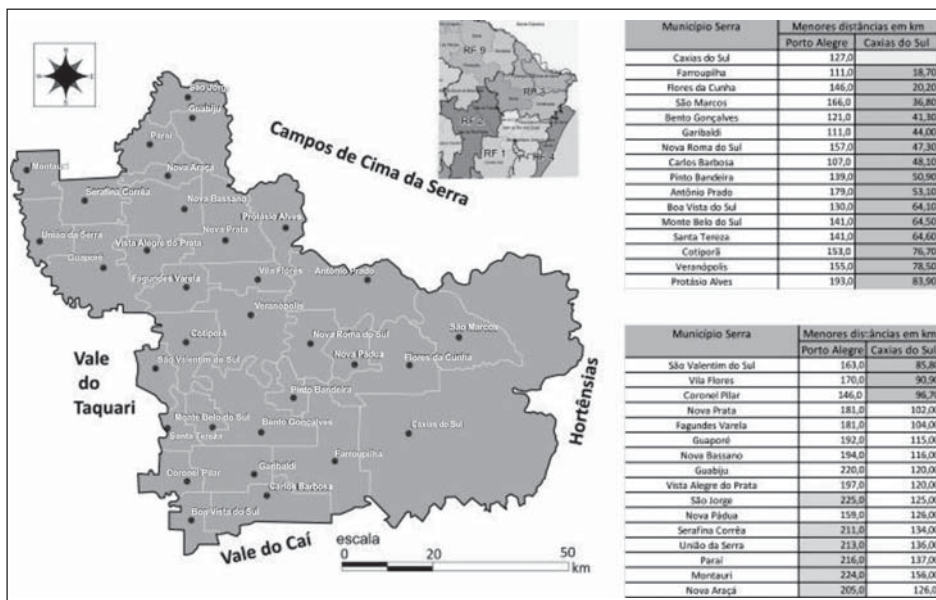 São Jorge
Guabiju
Paraí
Montauri
Nova Araçá
Serafina Corrêa
Nova Bassano
Protásio Alves
União da Serra
Vista Alegre do Prata
Nova Prata
Guaporé
Fagundes Varela
Vila Flores
Antônio Prado
Veranópolis
Cotiporã
Nova Roma do Sul
São Marcos
São Valentim do Sul
Nova Pádua
Flores da Cunha
Pinto Bandeira
Monte Belo do Sul
Santa Tereza
Bento Gonçalves
Caxias do Sul
Coronel Pilar
Garibaldi
Farroupilha
Carlos Barbosa
Boa Vista do Sul
Campos de Cima da Serra
Vale
do
Taquari
Hortênsias
Vale do Caí
escala
0 20 50
km
RF 9
RF 3
RF 2
RF 1
Município Serra Menores distâncias em km
Porto Alegre Caxias do Sul
Caxias do Sul 127,0
Farroupilha 111,0 18,70
Flores da Cunha 146,0 20,20
São Marcos 166,0 36,80
Bento Gonçalves 121,0 41,30
Garibaldi 111,0 44,00
Nova Roma do Sul 157,0 47,30
Carlos Barbosa 107,0 48,10
Pinto Bandeira 139,0 50,90
Antônio Prado 179,0 53,10
Boa Vista do Sul 130,0 64,10
Monte Belo do Sul 141,0 64,50
Santa Tereza 141,0 64,60
Cotiporã 153,0 76,70
Veranópolis 155,0 78,50
Protásio Alves 193,0 83,90
Município Serra Menores distâncias em km
Porto Alegre Caxias do Sul
São Valentim do Sul 163,0 85,80
Vila Flores 170,0 90,90
Coronel Pilar 146,0 96,70
Nova Prata 181,0 102,00
Fagundes Varela 181,0 104,00
Guaporé 192,0 115,00
Nova Bassano 194,0 116,00
Guabiju 220,0 120,00
Vista Alegre do Prata 197,0 120,00
São Jorge 225,0 125,00
Nova Pádua 159,0 126,00
Serafina Corrêa 211,0 134,00
União da Serra 213,0 136,00
Paraí 216,0 137,00
Montauri 224,0 156,00
Nova Araçá 205,0 126,0